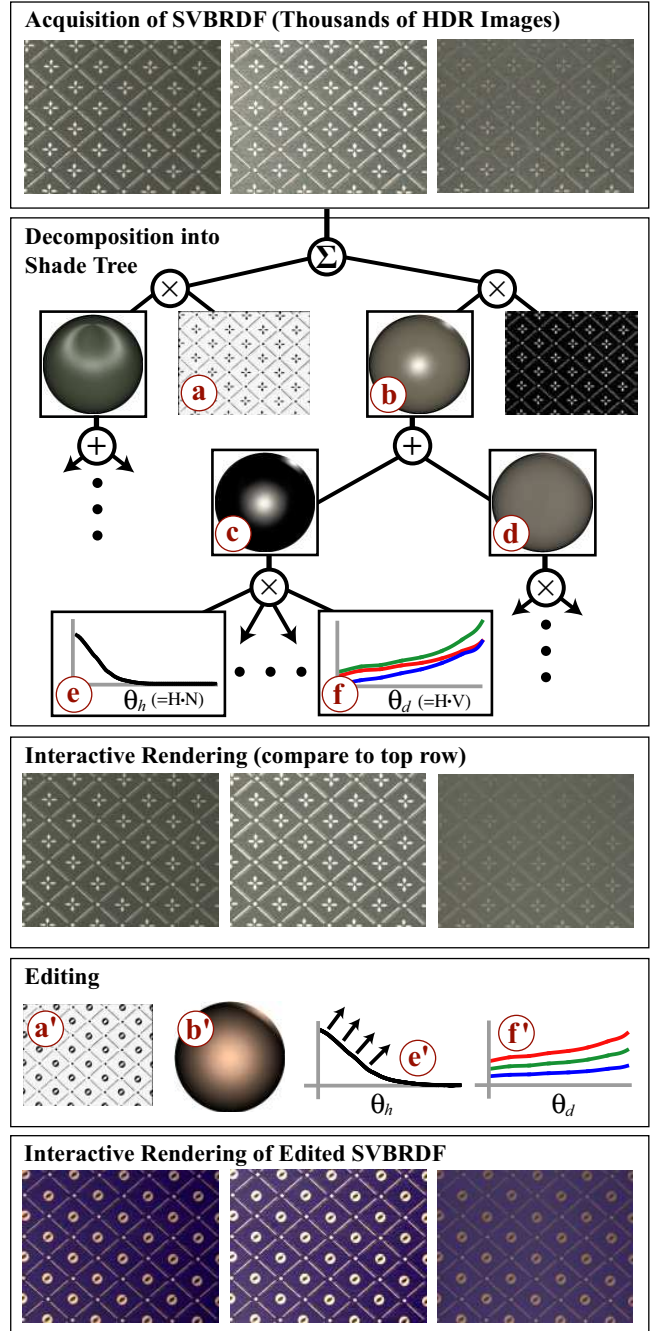 Acquisition of SVBRDF (Thousands of HDR Images)
Decomposition into
Shade Tree
Σ
× ×
a b
+ +
c d
× ×
e θh (=H•N) f θd (=H•V)
Interactive Rendering (compare to top row)
Editing
a' b' e' f'
θh θd
Interactive Rendering of Edited SVBRDF